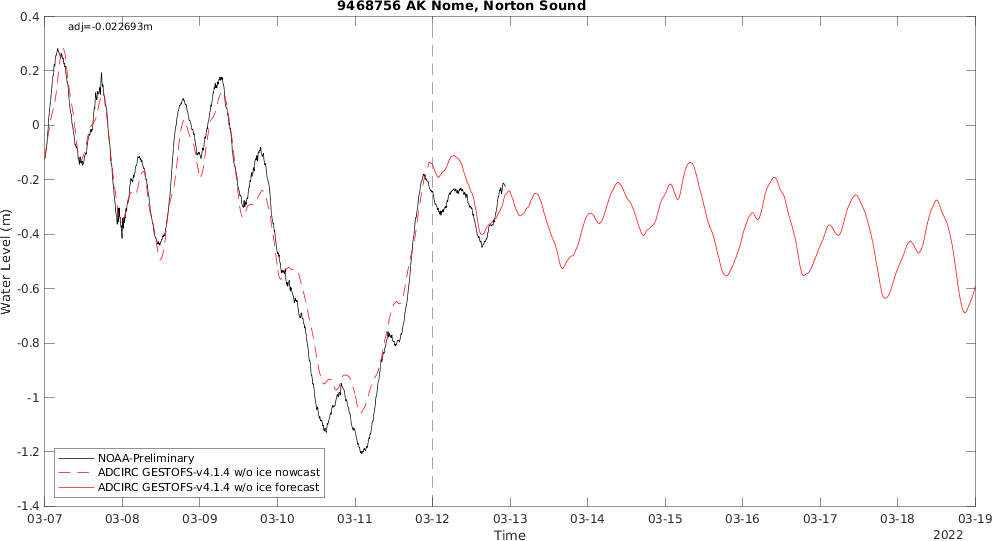 9468756 AK Nome, Norton Sound
adj=-0.022693m
0.4
0.2
0
-0.2
-0.4
-0.6
-0.8
-1
-1.2
-1.4
Water Level (m)
NOAA-Preliminary
ADCIRC GESTOFS-v4.1.4 w/o ice nowcast
ADCIRC GESTOFS-v4.1.4 w/o ice forecast
03-07 03-08 03-09 03-10 03-11 03-12 03-13 03-14 03-15 03-16 03-17 03-18 03-19
Time
2022